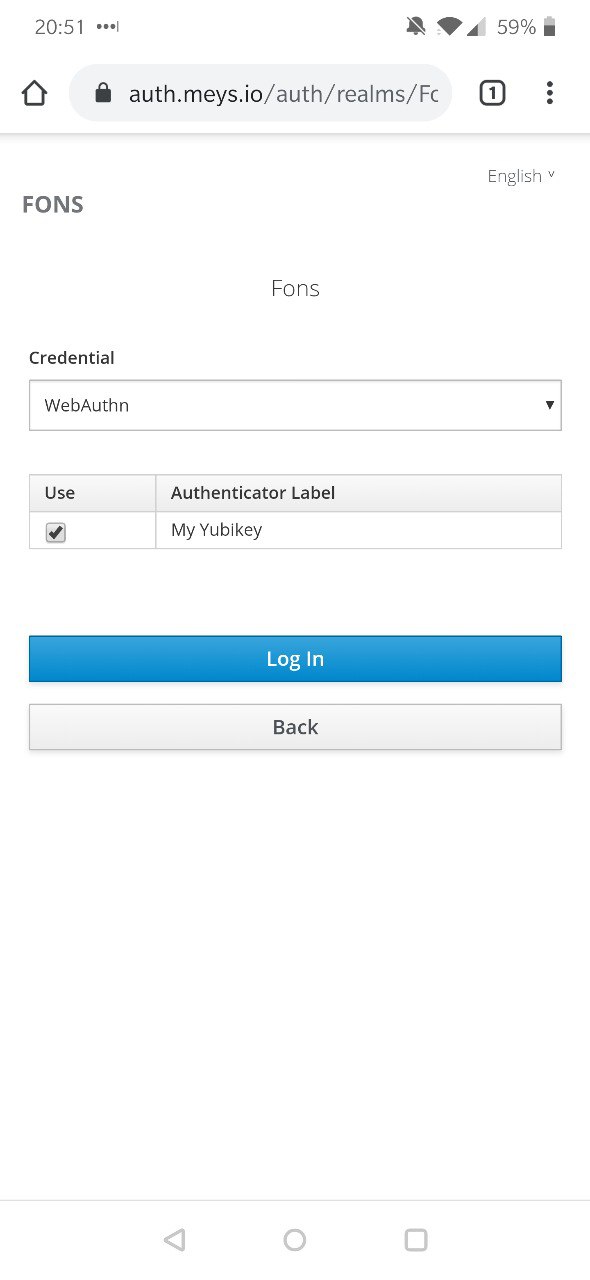 20:51 59%
auth.meys.io/auth/realms/Fo 1
English
FONS
Fons
Credential
WebAuthn
Use Authenticator Label
My Yubikey
Log In
Back